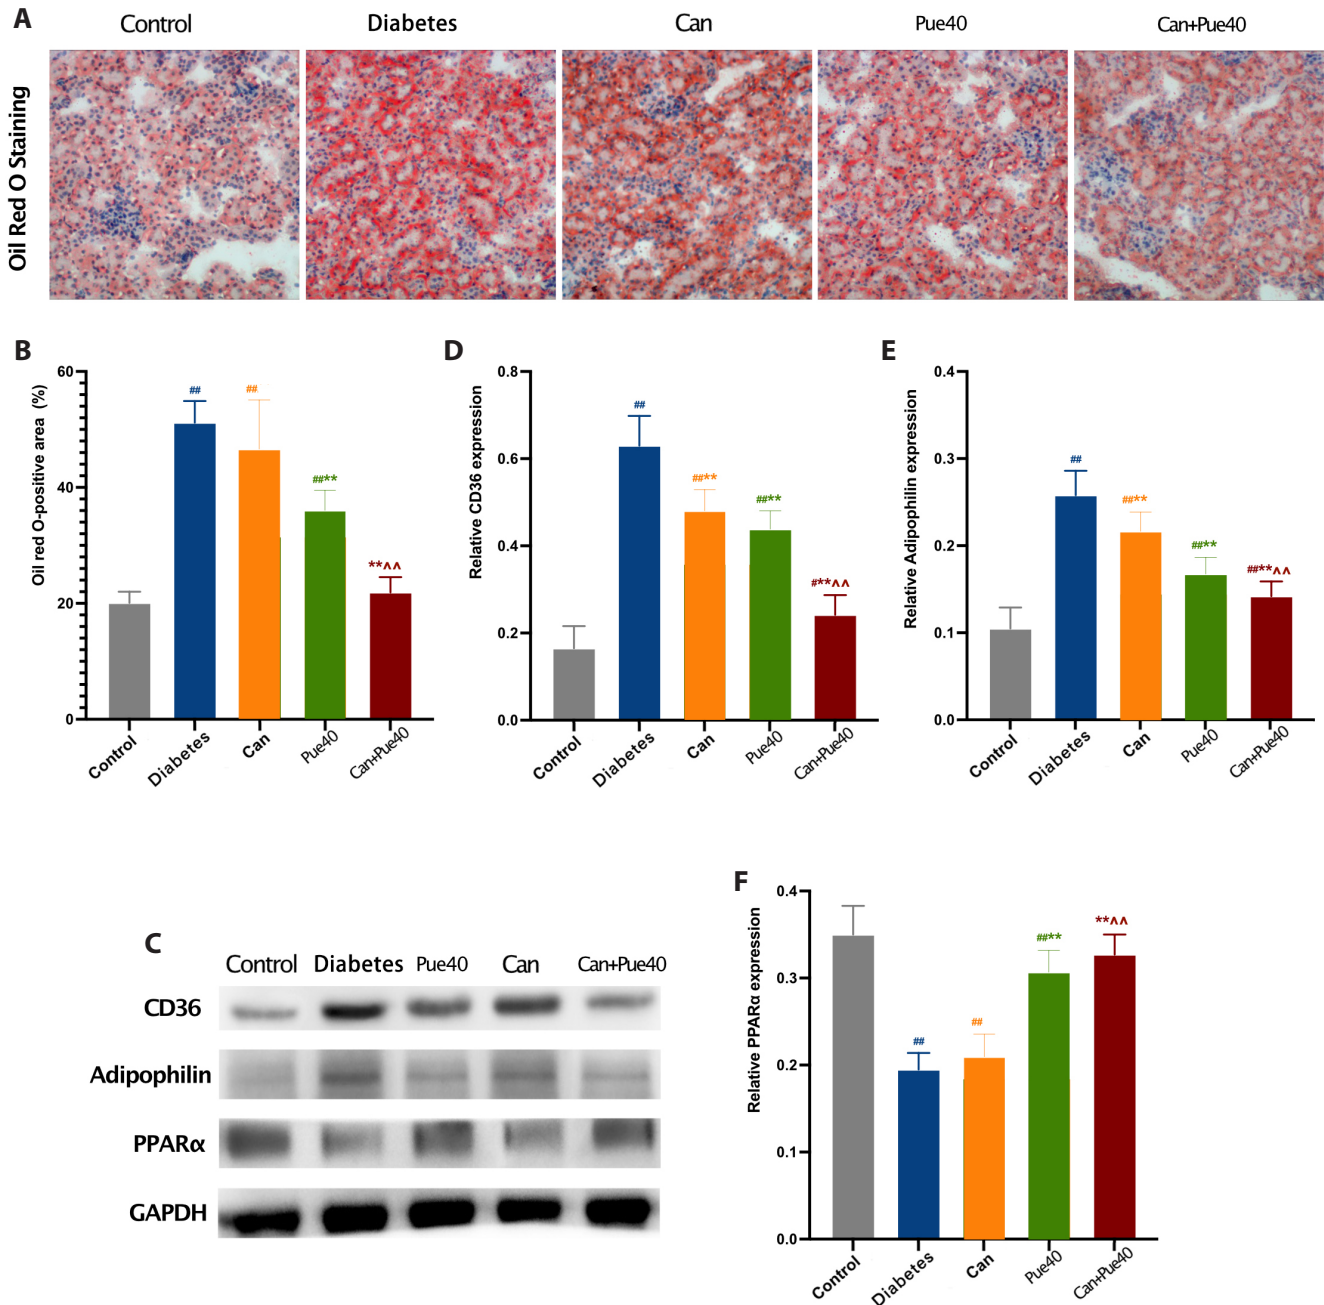 A
Control
Diabetes
Can
Pue40
Can+Pue40
Oil Red O Staining
B
Oil red O-positive area (%)
60
40
20
0
##
##
##**
**^^
Control
Diabetes
Can
Pue40
Can+Pue40
D
Relative CD36 expression
0.8
0.6
0.4
0.2
0.0
##
##**
##**
#**^^
Control
Diabetes
Can
Pue40
Can+Pue40
E
Relative Adipophilin expression
0.4
0.3
0.2
0.1
0.0
##
##**
##**
##**^^
Control
Diabetes
Can
Pue40
Can+Pue40
C
Control
Diabetes
Pue40
Can
Can+Pue40
CD36
Adipophilin
PPARα
GAPDH
F
Relative PPARα expression
0.4
0.3
0.2
0.1
0.0
##
##
##**
**^^
Control
Diabetes
Can
Pue40
Can+Pue40